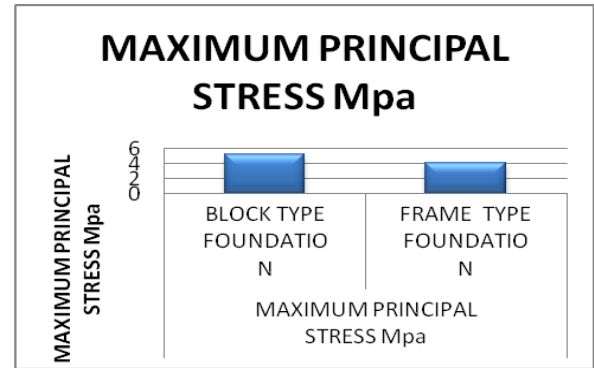 MAXIMUM PRINCIPAL
STRESS Mpa
MAXIMUM PRINCIPAL
STRESS Mpa
6
4
2
0
BLOCK TYPE
FOUNDATIO
N
FRAME TYPE
FOUNDATIO
N
MAXIMUM PRINCIPAL
STRESS Mpa